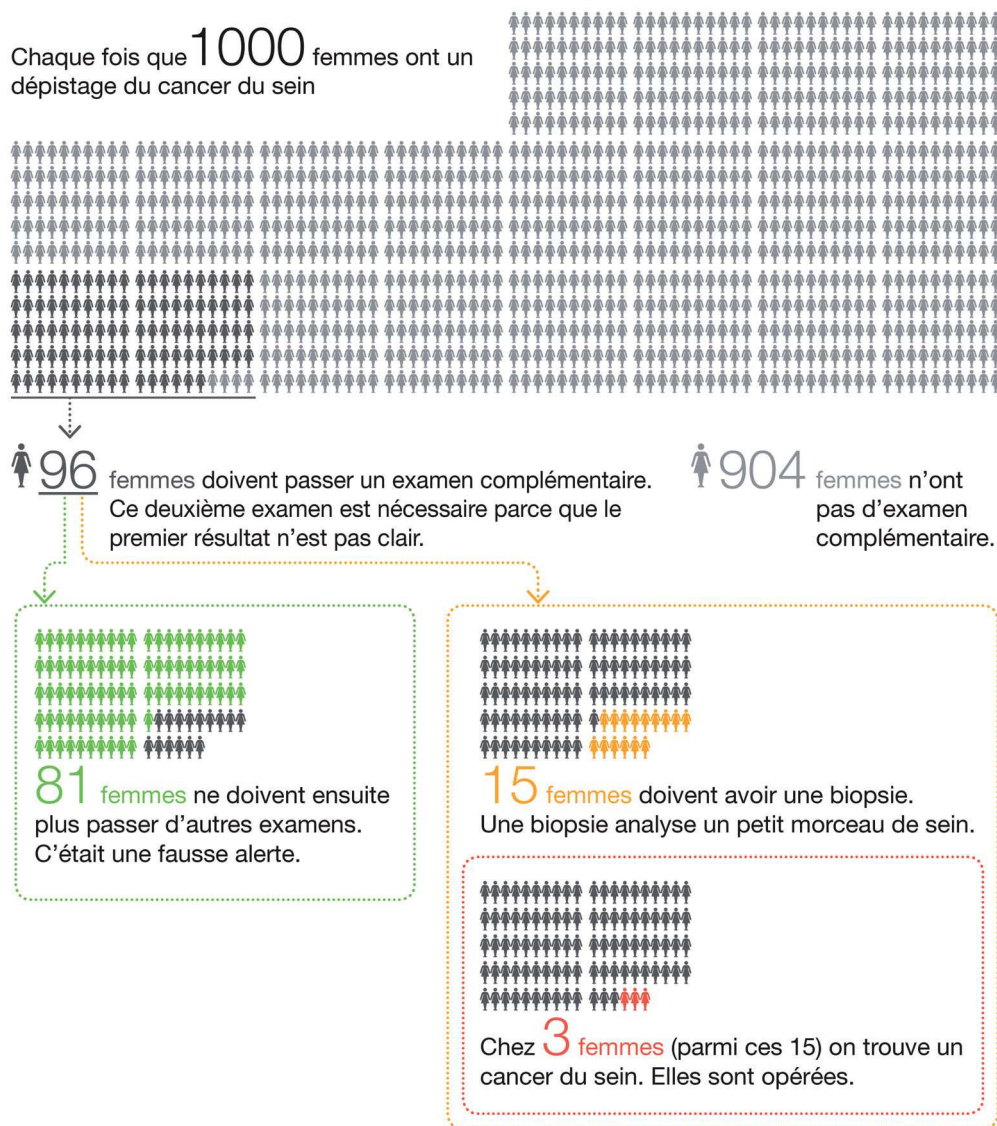 Chaque fois que 1000 femmes ont un
dépistage du cancer du sein
96 femmes doivent passer un examen complémentaire.
Ce deuxième examen est nécessaire parce que le
premier résultat n’est pas clair.
904 femmes n’ont
pas d’examen
complémentaire.
81 femmes ne doivent ensuite
plus passer d’autres examens.
C’était une fausse alerte.
15 femmes doivent avoir une biopsie.
Une biopsie analyse un petit morceau de sein.
Chez 3 femmes (parmi ces 15) on trouve un
cancer du sein. Elles sont opérées.